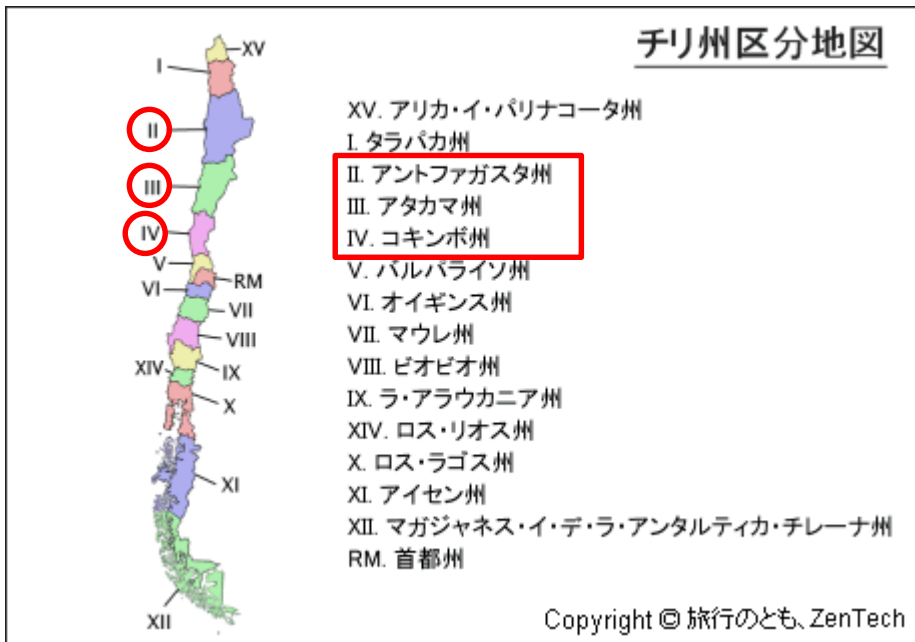 チリ州区分地図
XV
I
II
III
IV
V
RM
VI
VII
VIII
XIV
IX
X
XI
XII
XV. アリカ・イ・パリナコータ州
I. タラパカ州
II. アントファガスタ州
III. アタカマ州
IV. コキンボ州
V. バルパライソ州
VI. オイギンス州
VII. マウレ州
VIII. ビオビオ州
IX. ラ・アラウカニア州
XIV. ロス・リオス州
X. ロス・ラゴス州
XI. アイセン州
XII. マガジャネス・イ・デ・ラ・アンタルティカ・チレーナ州
RM. 首都州
Copyright © 旅行のとも、ZenTech